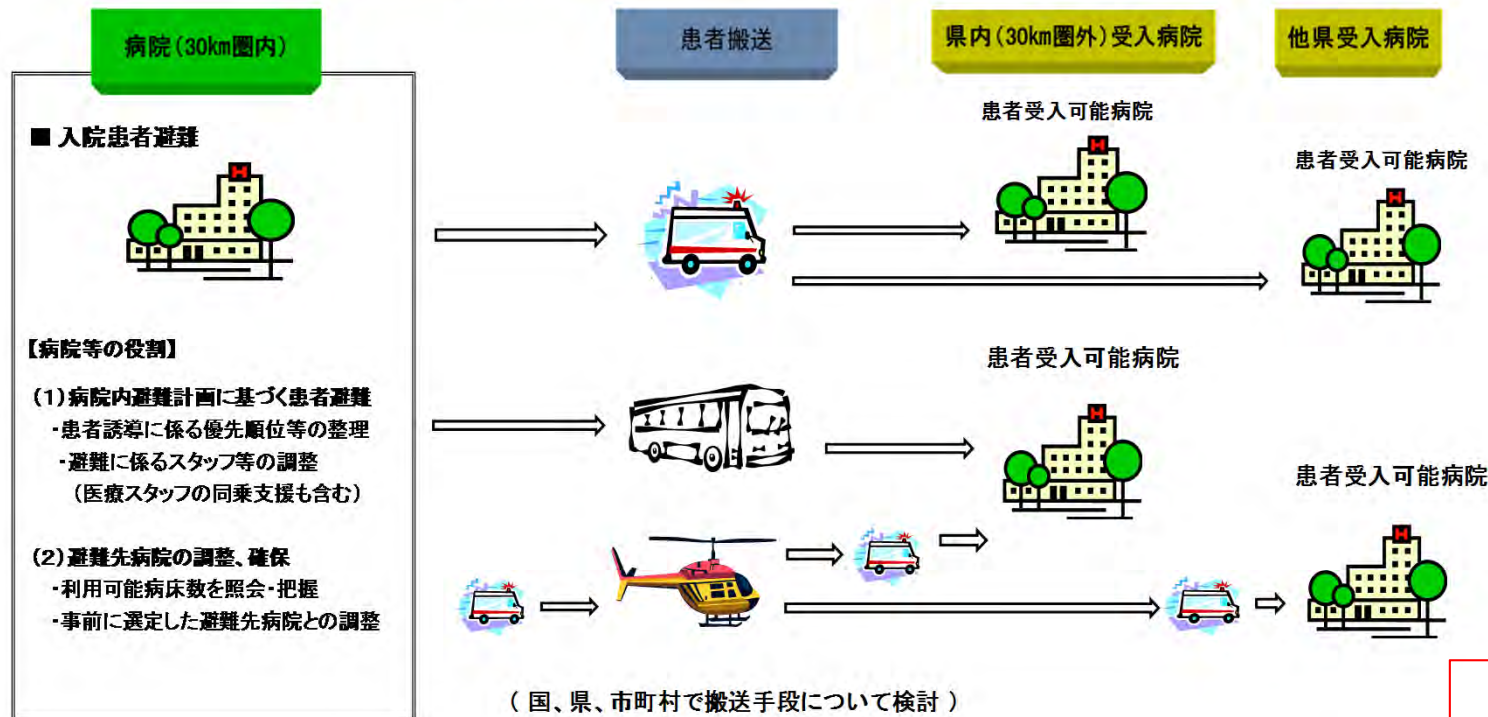 病院(30km圏内)
患者搬送
県内(30km圏外)受入病院
他県受入病院
■ 入院患者避難
患者受入可能病院
患者受入可能病院
【病院等の役割】
(1)病院内避難計画に基づく患者避難
・患者誘導に係る優先順位等の整理
・避難に係るスタッフ等の調整
(医療スタッフの同乗支援も含む)
(2)避難先病院の調整、確保
・利用可能病床数を照会・把握
・事前に選定した避難先病院との調整
患者受入可能病院
患者受入可能病院
( 国、県、市町村で搬送手段について検討 )